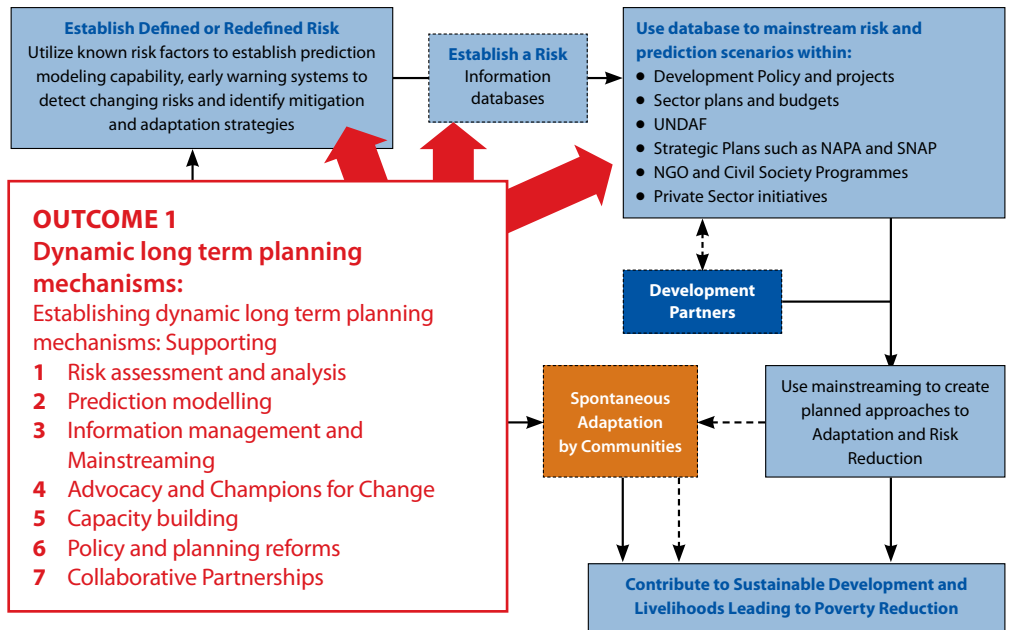 Establish Defined or Redefined Risk
Utilize known risk factors to establish prediction
modeling capability, early warning systems to
detect changing risks and identify mitigation
and adaptation strategies
Establish a Risk
Information
databases
Use database to mainstream risk and
prediction scenarios within:
• Development Policy and projects
• Sector plans and budgets
• UNDAF
• Strategic Plans such as NAPA and SNAP
• NGO and Civil Society Programmes
• Private Sector initiatives
OUTCOME 1
Dynamic long term planning
mechanisms:
Establishing dynamic long term planning
mechanisms: Supporting
1 Risk assessment and analysis
2 Prediction modelling
3 Information management and
Mainstreaming
4 Advocacy and Champions for Change
5 Capacity building
6 Policy and planning reforms
7 Collaborative Partnerships
Development
Partners
Spontaneous
Adaptation
by Communities
Use mainstreaming to create
planned approaches to
Adaptation and Risk
Reduction
Contribute to Sustainable Development and
Livelihoods Leading to Poverty Reduction